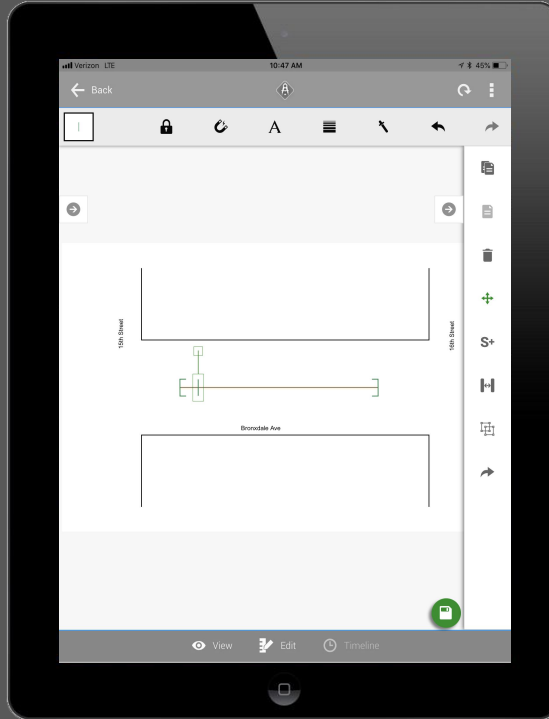 Verizon LTE
10:47 AM
45%
Back
A
S+
15th Street
16th Street
Bronxdale Ave
View
Edit
Timeline